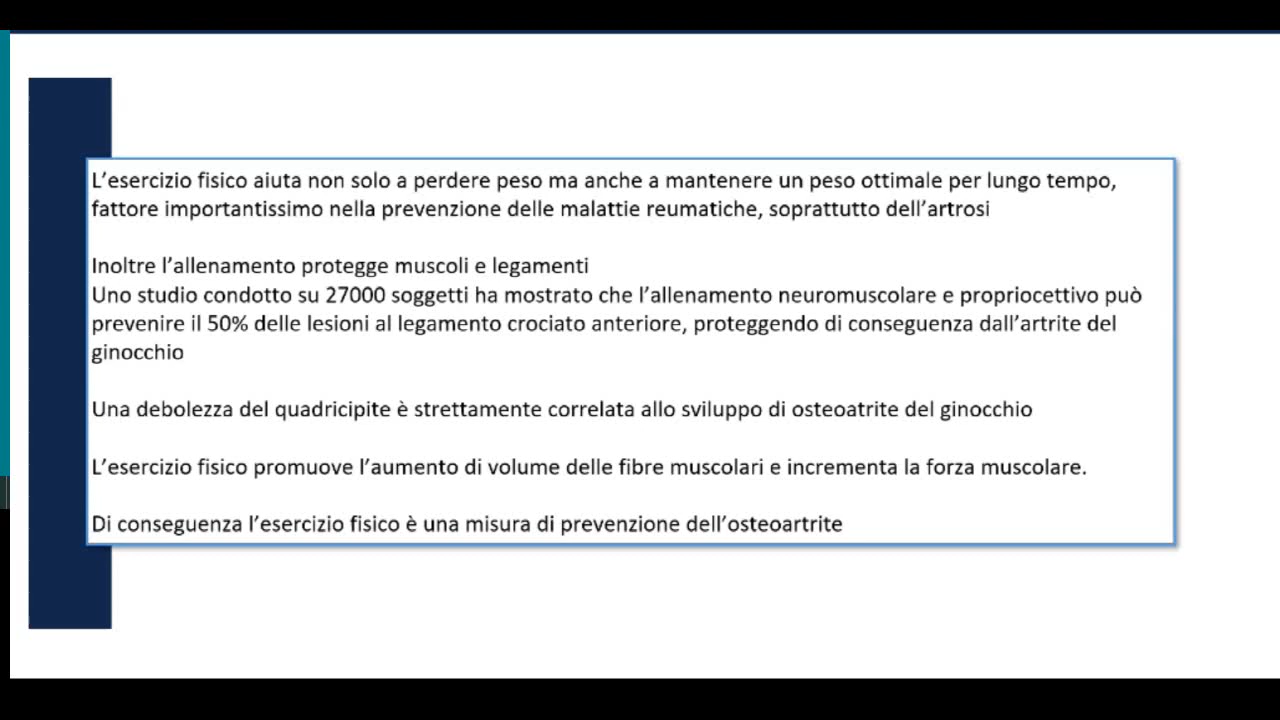 L’esercizio fisico aiuta non solo a perdere peso ma anche a mantenere un peso ottimale per lungo tempo,
fattore importantissimo nella prevenzione delle malattie reumatiche, soprattutto dell’artrosi
Inoltre l’allenamento protegge muscoli e legamenti
Uno studio condotto su 27000 soggetti ha mostrato che l’allenamento neuromuscolare e propriocettivo può
prevenire il 50% delle lesioni al legamento crociato anteriore, proteggendo di conseguenza dall’artrite del
ginocchio
Una debolezza del quadricipite è strettamente correlata allo sviluppo di osteoatrite del ginocchio
L’esercizio fisico promuove l’aumento di volume delle fibre muscolari e incrementa la forza muscolare.
Di conseguenza l’esercizio fisico è una misura di prevenzione dell’osteoartrite